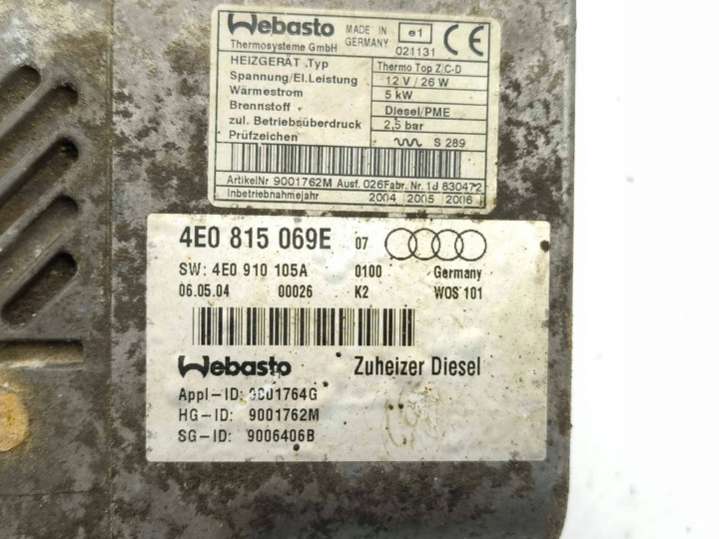 Webasto MADE IN GERMANY e1
Thermosysteme GmbH 021131 CE
HEIZGERÄT .Typ Thermo Top Z/C-D
Spannung/El.Leistung 12 V / 26 W
Wärmestrom 5 kW
Brennstoff Diesel/PME
zul. Betriebsüberdruck 2,5 bar
Prüfzeichen S 289
ArtikelNr 9001762M Ausf. 026 Fabr. Nr. 1d 830472
Inbetriebnahmejahr 2004 2005 2006
4E0 815 069E 07
SW: 4E0 910 105A 0100 Germany
06.05.04 00026 K2 WOS 101
Webasto Zuheizer Diesel
Appl-ID: 9001764G
HG-ID: 9001762M
SG-ID: 9006406B